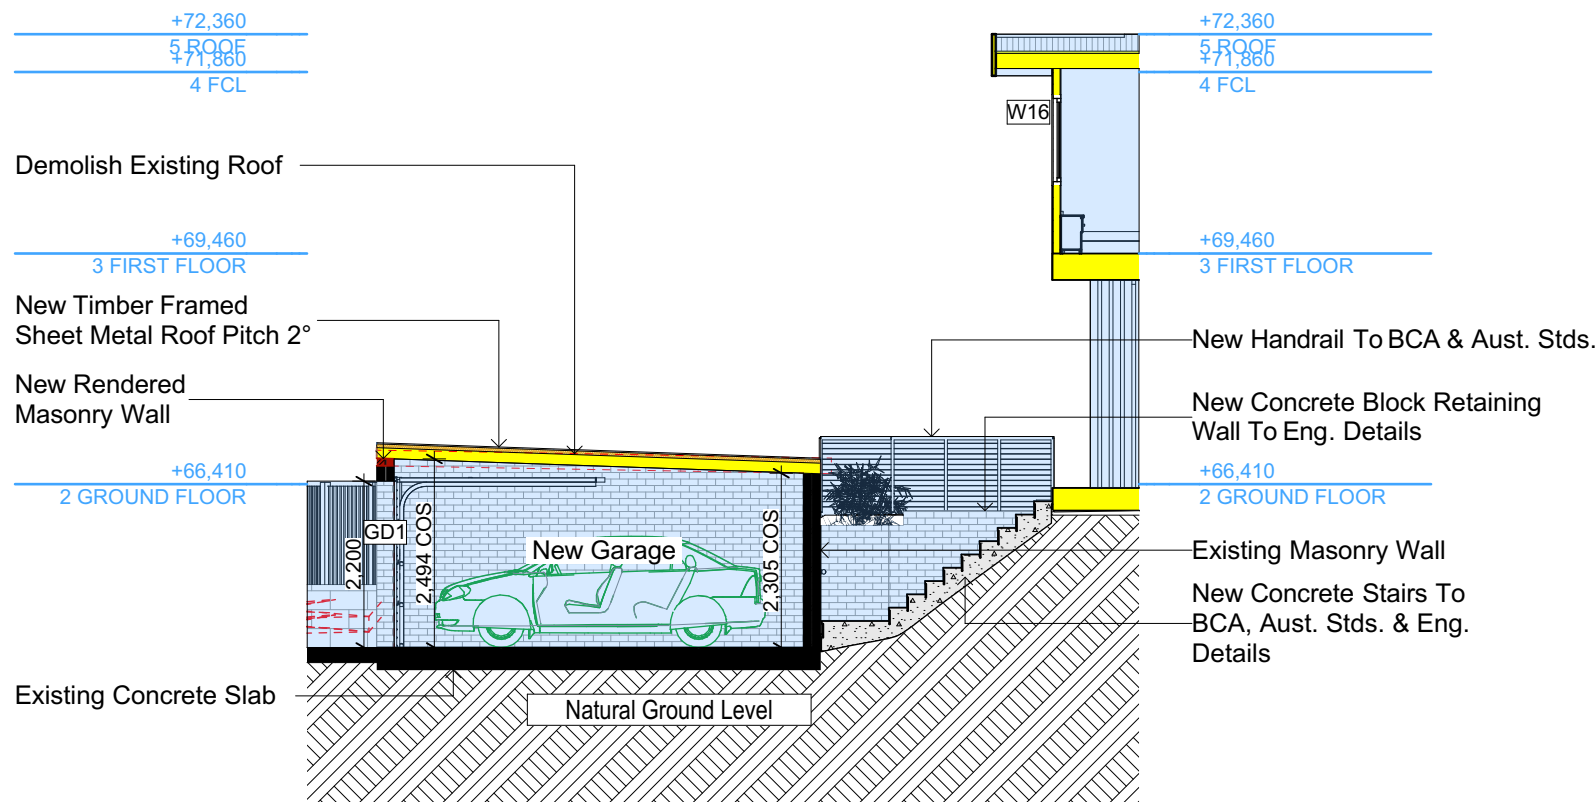 +72,360
5 ROOF
+71,860
4 FCL
Demolish Existing Roof
+69,460
3 FIRST FLOOR
New Timber Framed
Sheet Metal Roof Pitch 2°
New Rendered
Masonry Wall
+66,410
2 GROUND FLOOR
Existing Concrete Slab
2,200
GD1
2,494 COS
New Garage
2,305 COS
Natural Ground Level
W16
+72,360
5 ROOF
+71,860
4 FCL
+69,460
3 FIRST FLOOR
New Handrail To BCA & Aust. Stds.
New Concrete Block Retaining
Wall To Eng. Details
+66,410
2 GROUND FLOOR
Existing Masonry Wall
New Concrete Stairs To
BCA, Aust. Stds. & Eng.
Details